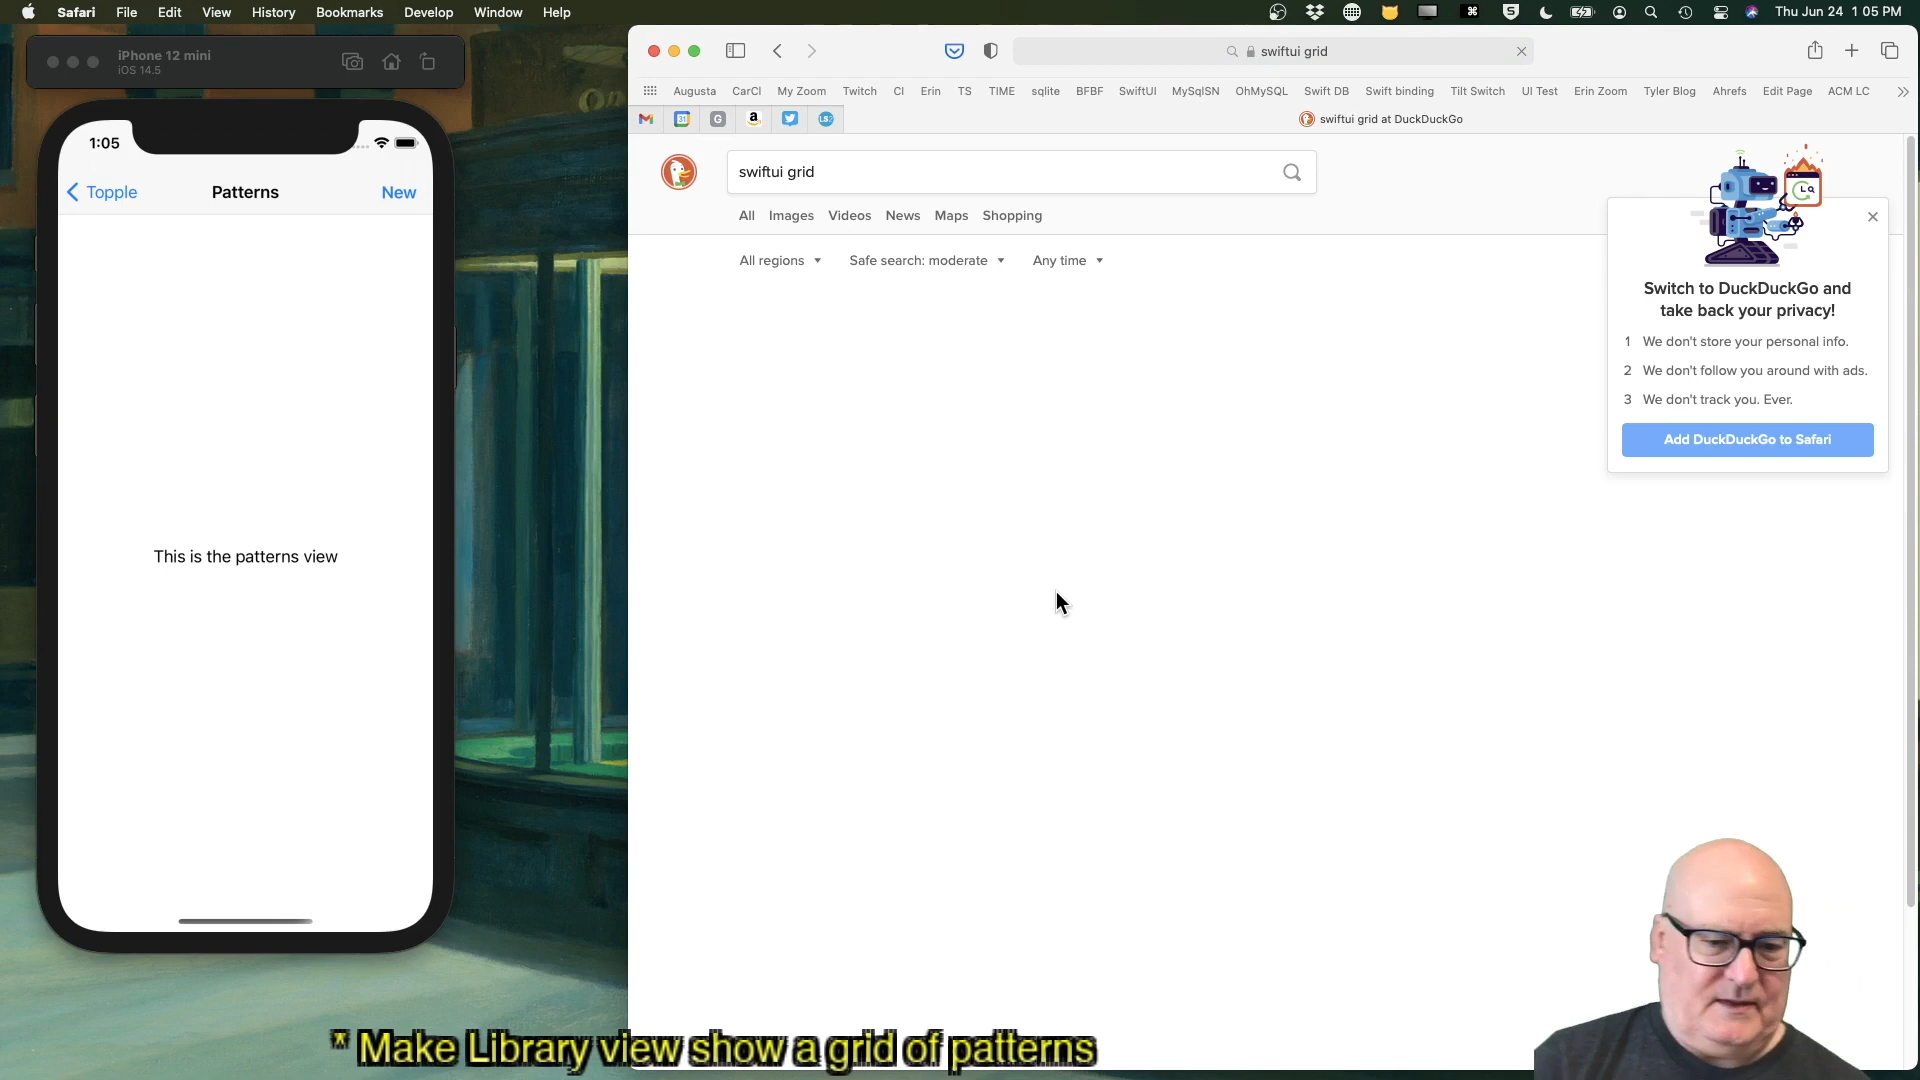 Safari File Edit View History Bookmarks Develop Window Help
Thu Jun 24 1 05 PM
iPhone 12 mini
iOS 14.5
1:05
Topple Patterns New
This is the patterns view
swiftui grid
Augusta CarCl My Zoom Twitch CI Erin TS TIME sqlite BFBF SwiftUI MySqlSN OhMySQL Swift DB Swift binding Tilt Switch UI Test Erin Zoom Tyler Blog Ahrefs Edit Page ACM LC
swiftui grid at DuckDuckGo
swiftui grid
All Images Videos News Maps Shopping
All regions Safe search: moderate Any time
Switch to DuckDuckGo and
take back your privacy!
1 We don't store your personal info.
2 We don't follow you around with ads.
3 We don't track you. Ever.
Add DuckDuckGo to Safari
* Make Library view show a grid of patterns